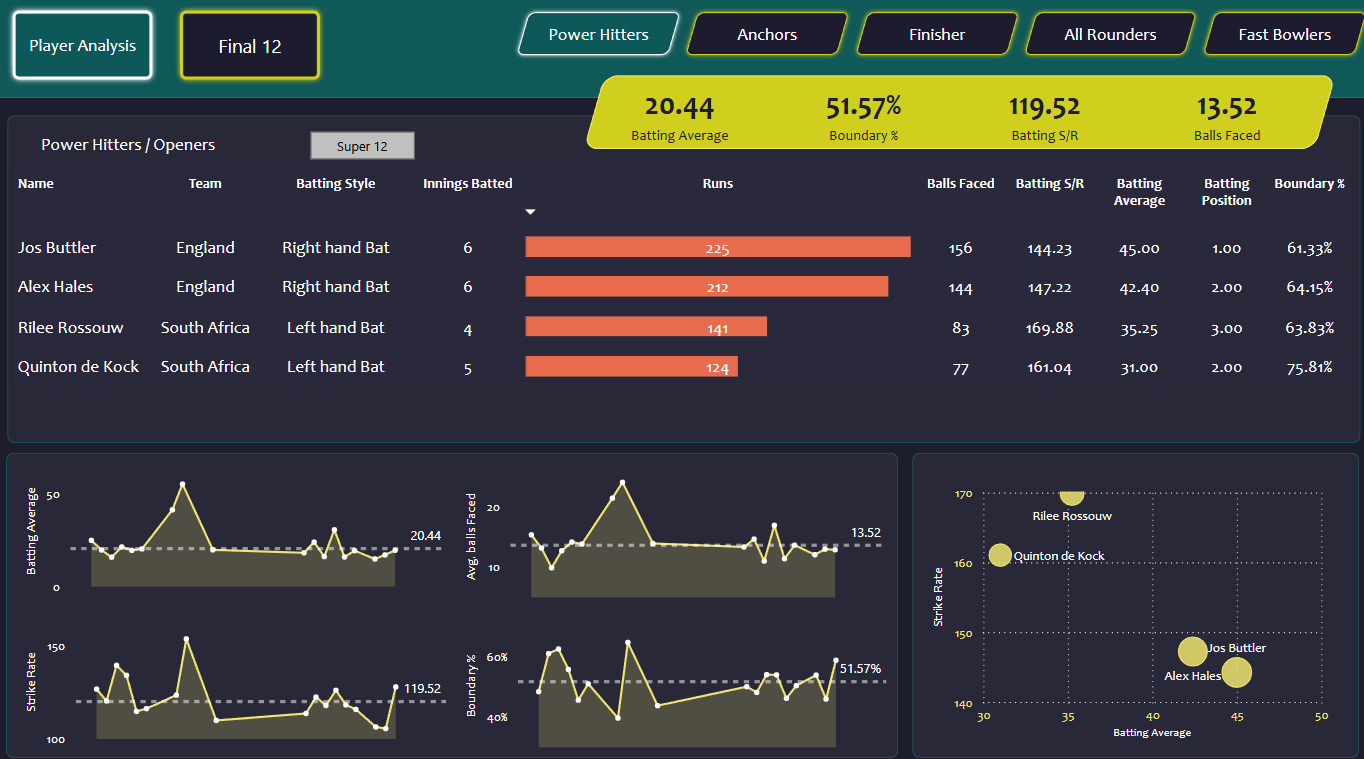 Player Analysis
Final 12
Power Hitters
Anchors
Finisher
All Rounders
Fast Bowlers
20.44 51.57% 119.52 13.52
Batting Average Boundary % Batting S/R Balls Faced
Power Hitters / Openers
Super 12
Name Team Batting Style Innings Batted Runs Balls Faced Batting S/R Batting Average Batting Position Boundary %
Jos Buttler England Right hand Bat 6 225 156 144.23 45.00 1.00 61.33%
Alex Hales England Right hand Bat 6 212 144 147.22 42.40 2.00 64.15%
Rilee Rossouw South Africa Left hand Bat 4 141 83 169.88 35.25 3.00 63.83%
Quinton de Kock South Africa Left hand Bat 5 124 77 161.04 31.00 2.00 75.81%
Batting Average
50
0
20.44
Avg. balls Faced
20
10
13.52
Strike Rate
150
100
119.52
Boundary %
60%
40%
51.57%
Strike Rate
170
160
150
140
Rilee Rossouw
Quinton de Kock
Jos Buttler
Alex Hales
30 35 40 45 50
Batting Average